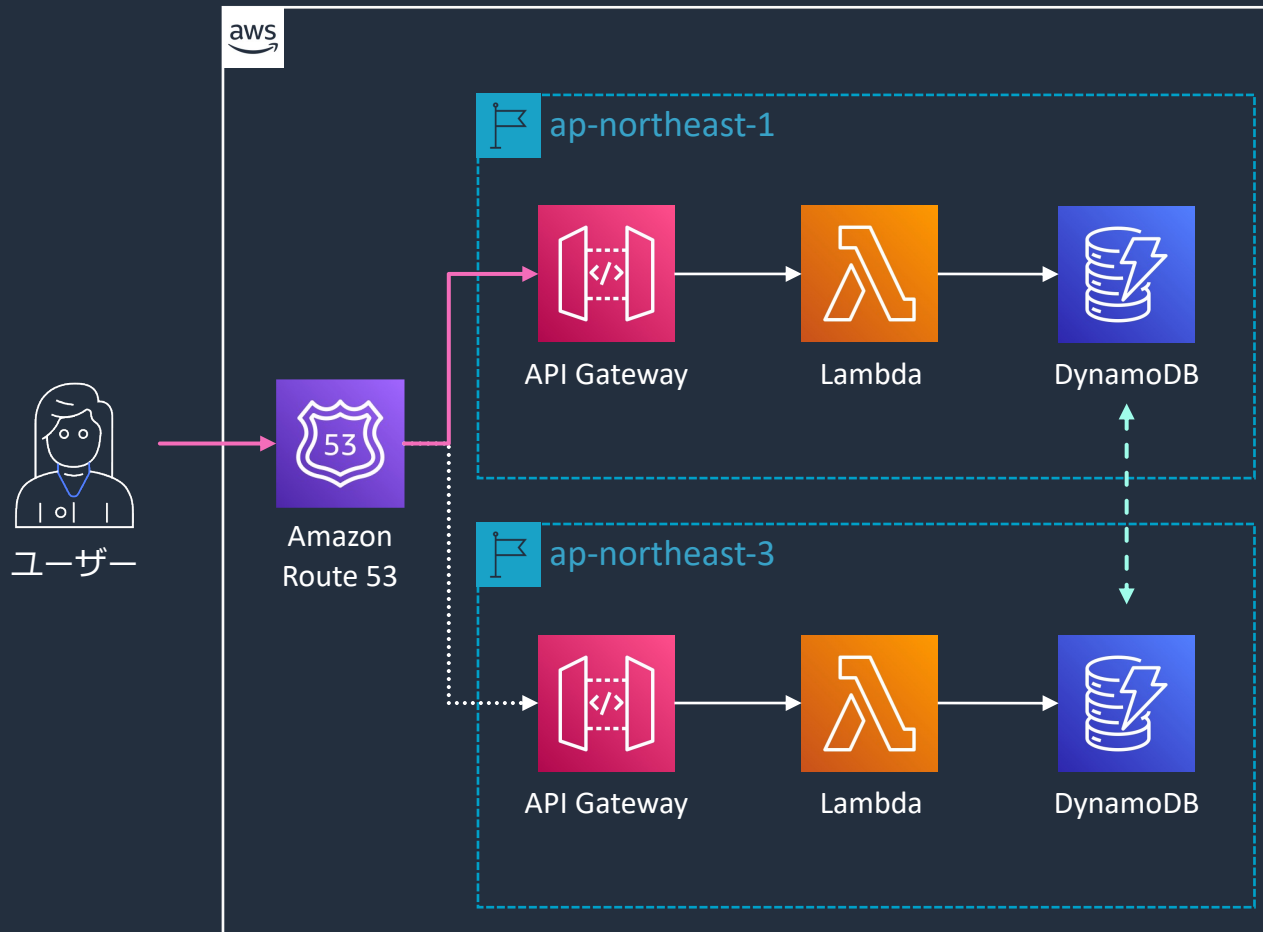 aws
ap-northeast-1
</>
API Gateway
Lambda
DynamoDB
ユーザー
53
Amazon
Route 53
ap-northeast-3
</>
API Gateway
Lambda
DynamoDB